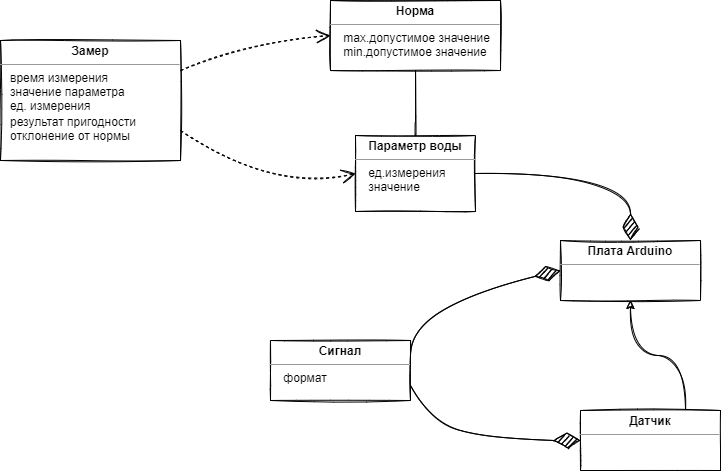 Норма
max.допустимое значение
min.допустимое значение
Замер
время измерения
значение параметра
ед. измерения
результат пригодности
отклонение от нормы
Параметр воды
ед.измерения
значение
Плата Arduino
Сигнал
формат
Датчик